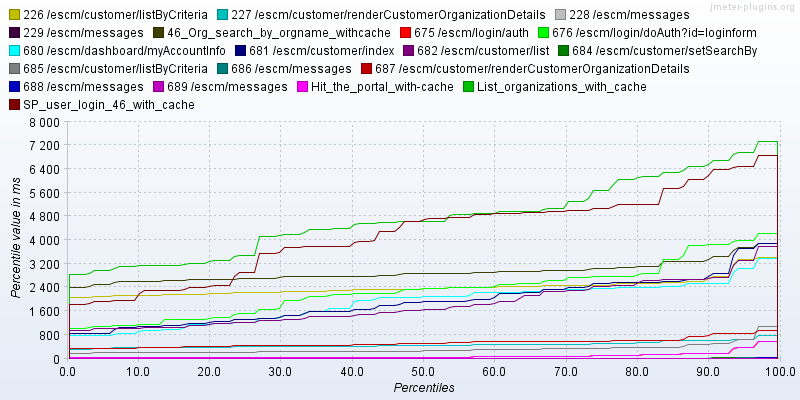 jmeter-plugins.org
226 /escm/customer/listByCriteria 227 /escm/customer/renderCustomerOrganizationDetails 228 /escm/messages
229 /escm/messages 46_Org_search_by_orgname_withcache 675 /escm/login/auth 676 /escm/login/doAuth?id=loginform
680 /escm/dashboard/myAccountInfo 681 /escm/customer/index 682 /escm/customer/list 684 /escm/customer/setSearchBy
685 /escm/customer/listByCriteria 686 /escm/messages 687 /escm/customer/renderCustomerOrganizationDetails
688 /escm/messages 689 /escm/messages Hit_the_portal_with-cache List_organizations_with_cache
SP_user_login_46_with_cache
8 000
7 200
6 400
5 600
4 800
4 000
3 200
2 400
1 600
800
0
Percentile value in ms
0.0 10.0 20.0 30.0 40.0 50.0 60.0 70.0 80.0 90.0 100.0
Percentiles